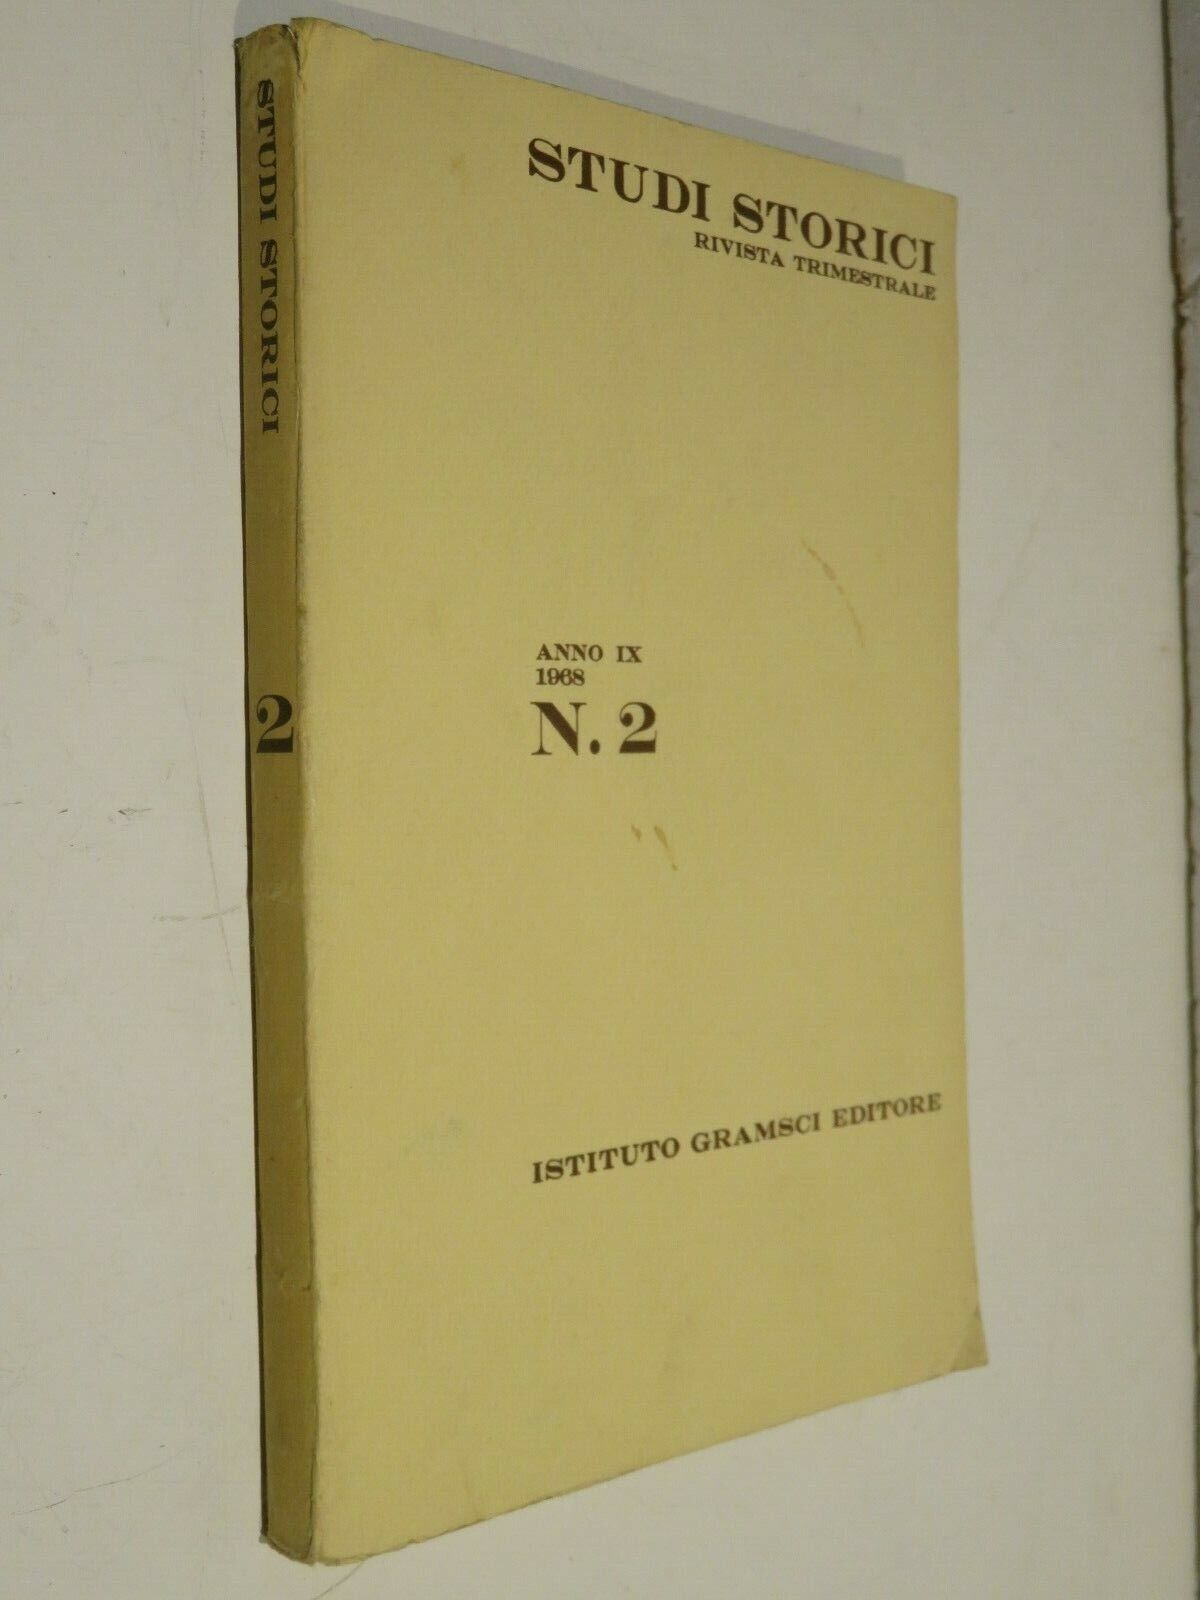 STUDI STORICI
RIVISTA TRIMESTRALE
ANNO IX
1968
N. 2
ISTITUTO GRAMSCI EDITORE
STUDI STORICI
2